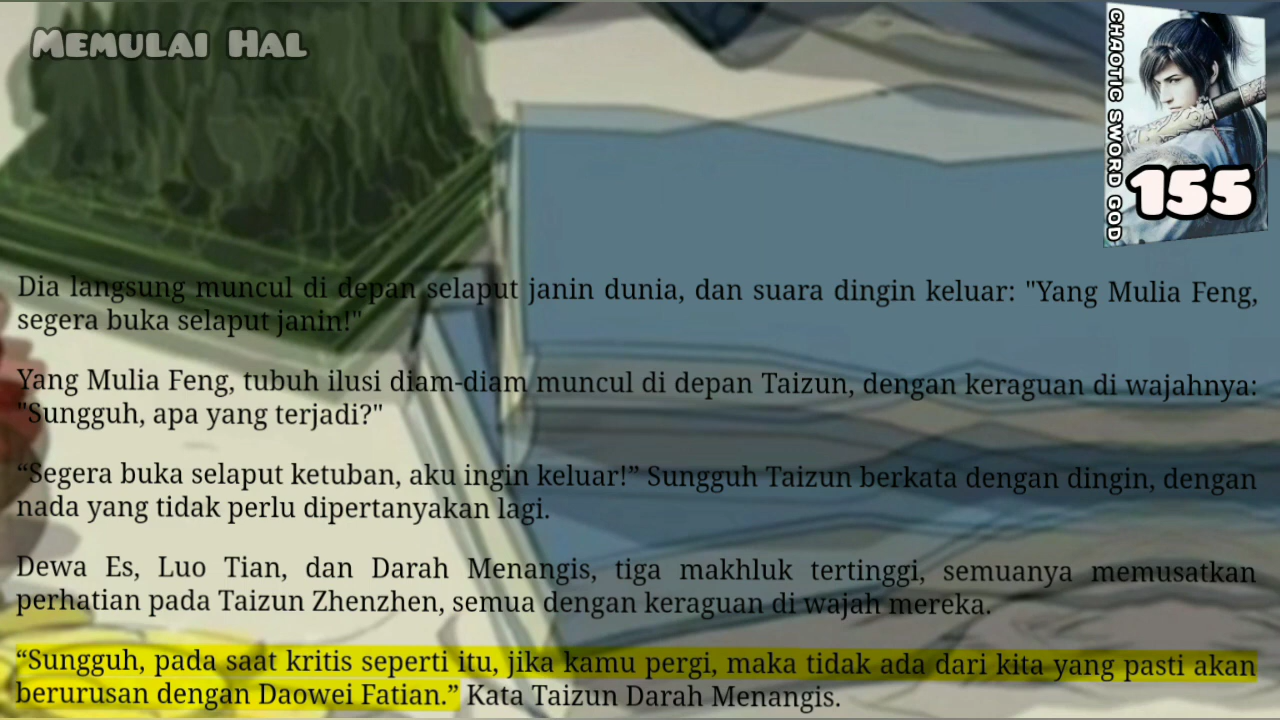 Memulai Hal
CHAOTIC SWORD GOD
155
Dia langsung muncul di depan selaput janin dunia, dan suara dingin keluar: "Yang Mulia Feng,
segera buka selaput janin!"
Yang Mulia Feng, tubuh ilusi diam-diam muncul di depan Taizun, dengan keraguan di wajahnya:
"Sungguh, apa yang terjadi?"
“Segera buka selaput ketuban, aku ingin keluar!” Sungguh Taizun berkata dengan dingin, dengan
nada yang tidak perlu dipertanyakan lagi.
Dewa Es, Luo Tian, dan Darah Menangis, tiga makhluk tertinggi, semuanya memusatkan
perhatian pada Taizun Zhenzhen, semua dengan keraguan di wajah mereka.
“Sungguh, pada saat kritis seperti itu, jika kamu pergi, maka tidak ada dari kita yang pasti akan
berurusan dengan Daowei Fatian.” Kata Taizun Darah Menangis.